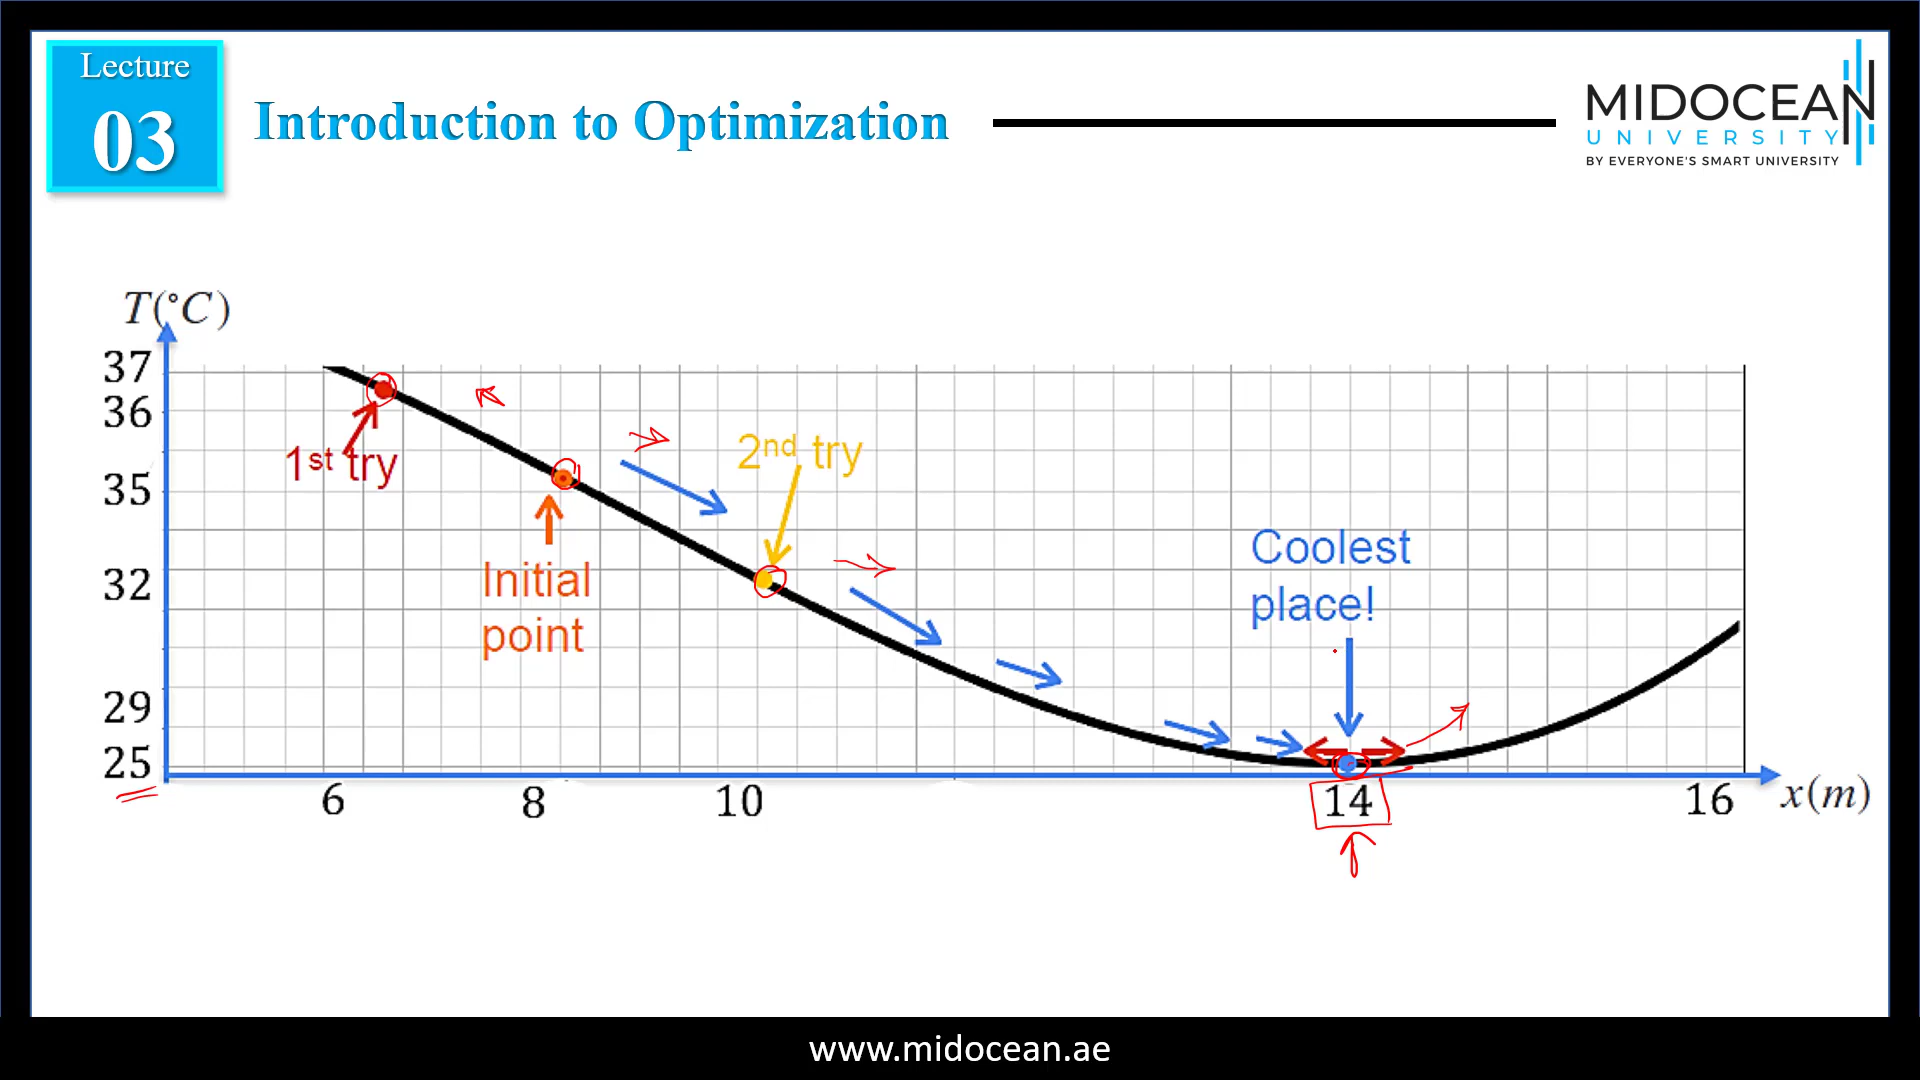 Lecture
03
Introduction to Optimization
MIDOCEAN
UNIVERSITY
BY EVERYONE'S SMART UNIVERSITY
T(°C)
37
36
35
32
29
25
1st try
Initial
point
2nd try
Coolest
place!
6 8 10 14 16 x(m)
www.midocean.ae